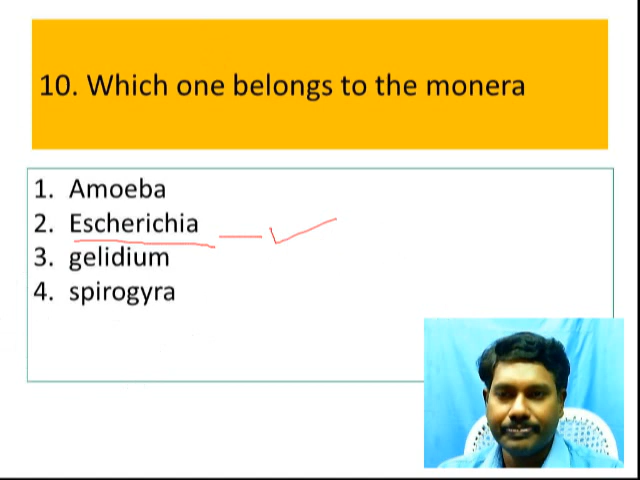 10. Which one belongs to the monera
1. Amoeba
2. Escherichia
3. gelidium
4. spirogyra